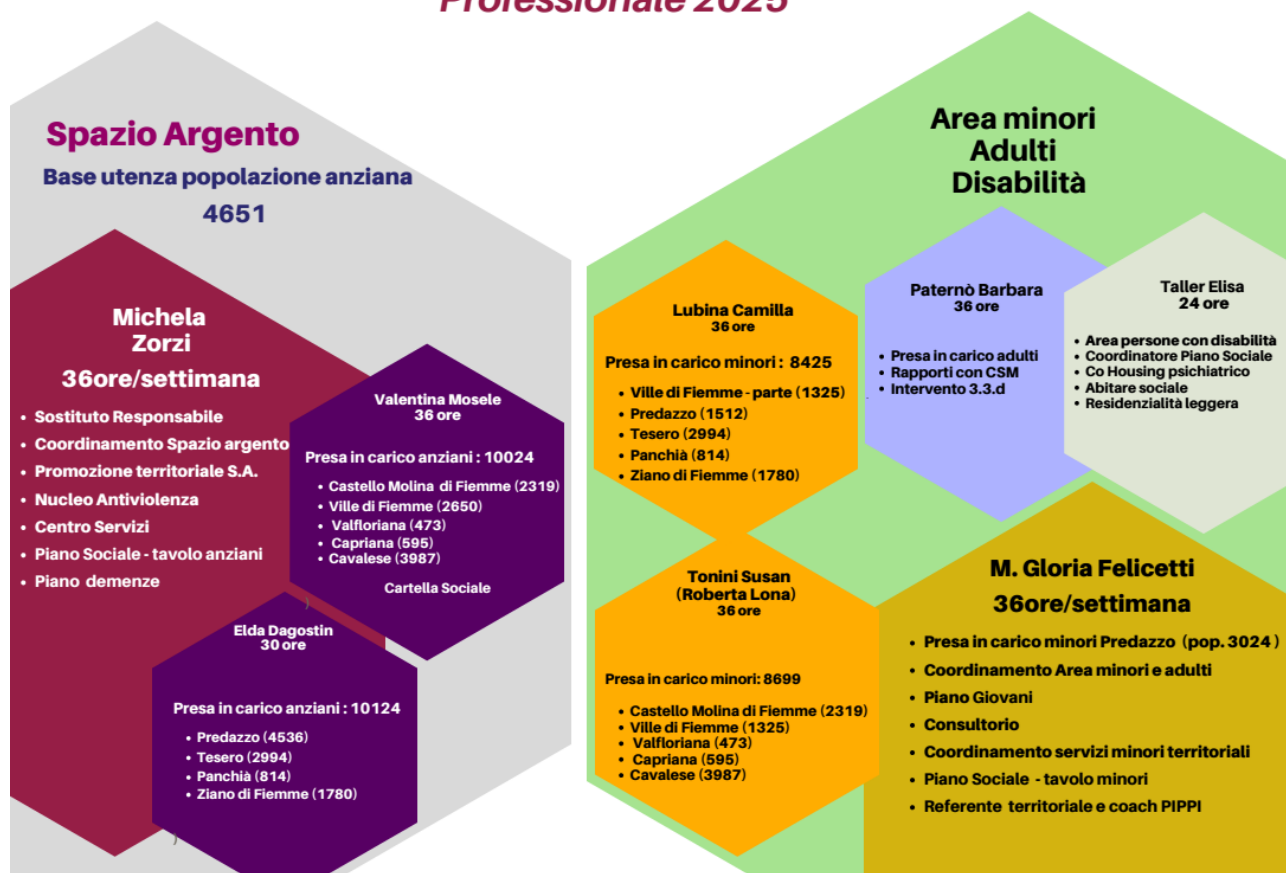 Professionale 2025
Spazio Argento
Base utenza popolazione anziana
4651
Michela
Zorzi
36ore/settimana
• Sostituto Responsabile
• Coordinamento Spazio argento
• Promozione territoriale S.A.
• Nucleo Antiviolenza
• Centro Servizi
• Piano Sociale - tavolo anziani
• Piano demenze
Valentina Mosele
36 ore
Presa in carico anziani : 10024
• Castello Molina di Fiemme (2319)
• Ville di Fiemme (2650)
• Valfloriana (473)
• Capriana (595)
• Cavalese (3987)
Cartella Sociale
)
Elda Dagostin
30 ore
Presa in carico anziani : 10124
• Predazzo (4536)
• Tesero (2994)
• Panchià (814)
• Ziano di Fiemme (1780)
)
Area minori
Adulti
Disabilità
Lubina Camilla
36 ore
Presa in carico minori : 8425
• Ville di Fiemme - parte (1325)
• Predazzo (1512)
• Tesero (2994)
• Panchià (814)
• Ziano di Fiemme (1780)
Paternò Barbara
36 ore
• Presa in carico adulti
• Rapporti con CSM
• Intervento 3.3.d
Taller Elisa
24 ore
• Area persone con disabilità
• Coordinatore Piano Sociale
• Co Housing psichiatrico
• Abitare sociale
• Residenzialità leggera
Tonini Susan
(Roberta Lona)
36 ore
Presa in carico minori: 8699
• Castello Molina di Fiemme (2319)
• Ville di Fiemme (1325)
• Valfloriana (473)
• Capriana (595)
• Cavalese (3987)
M. Gloria Felicetti
36ore/settimana
• Presa in carico minori Predazzo (pop. 3024 )
• Coordinamento Area minori e adulti
• Piano Giovani
• Consultorio
• Coordinamento servizi minori territoriali
• Piano Sociale - tavolo minori
• Referente territoriale e coach PIPPI